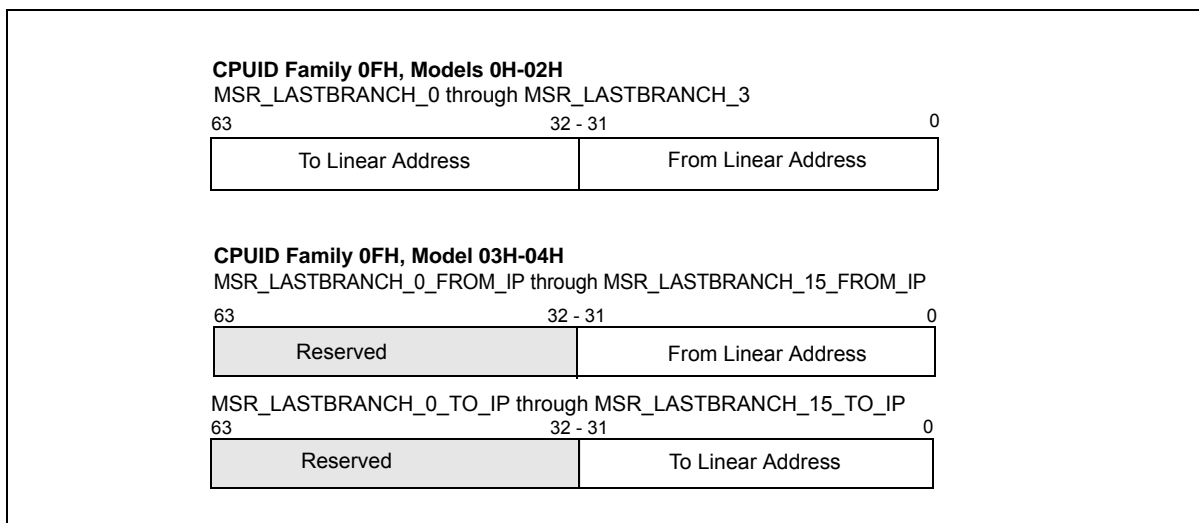 CPUID Family 0FH, Models 0H-02H
MSR_LASTBRANCH_0 through MSR_LASTBRANCH_3
63 32 - 31 0
To Linear Address From Linear Address
CPUID Family 0FH, Model 03H-04H
MSR_LASTBRANCH_0_FROM_IP through MSR_LASTBRANCH_15_FROM_IP
63 32 - 31 0
Reserved From Linear Address
MSR_LASTBRANCH_0_TO_IP through MSR_LASTBRANCH_15_TO_IP
63 32 - 31 0
Reserved To Linear Address